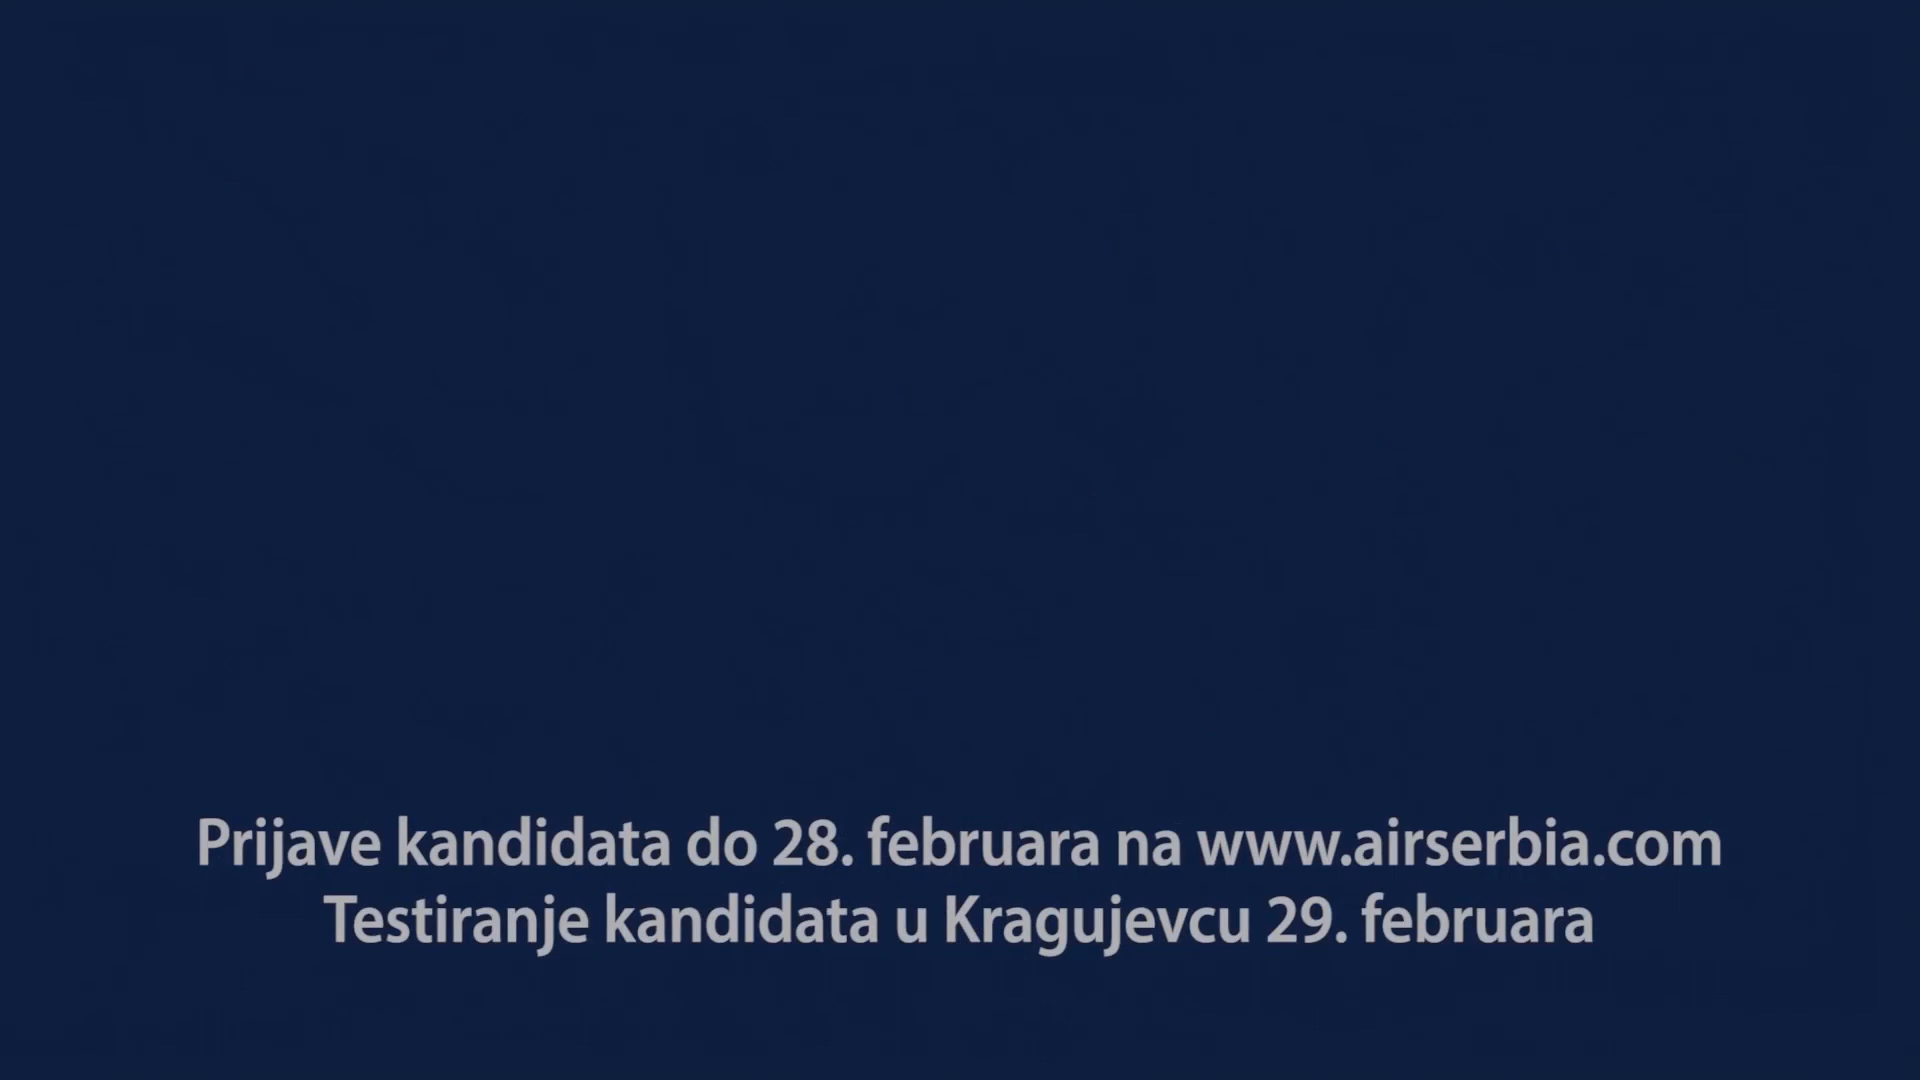 Prijave kandidata do 28. februara na www.airserbia.com
Testiranje kandidata u Kragujevcu 29. februara